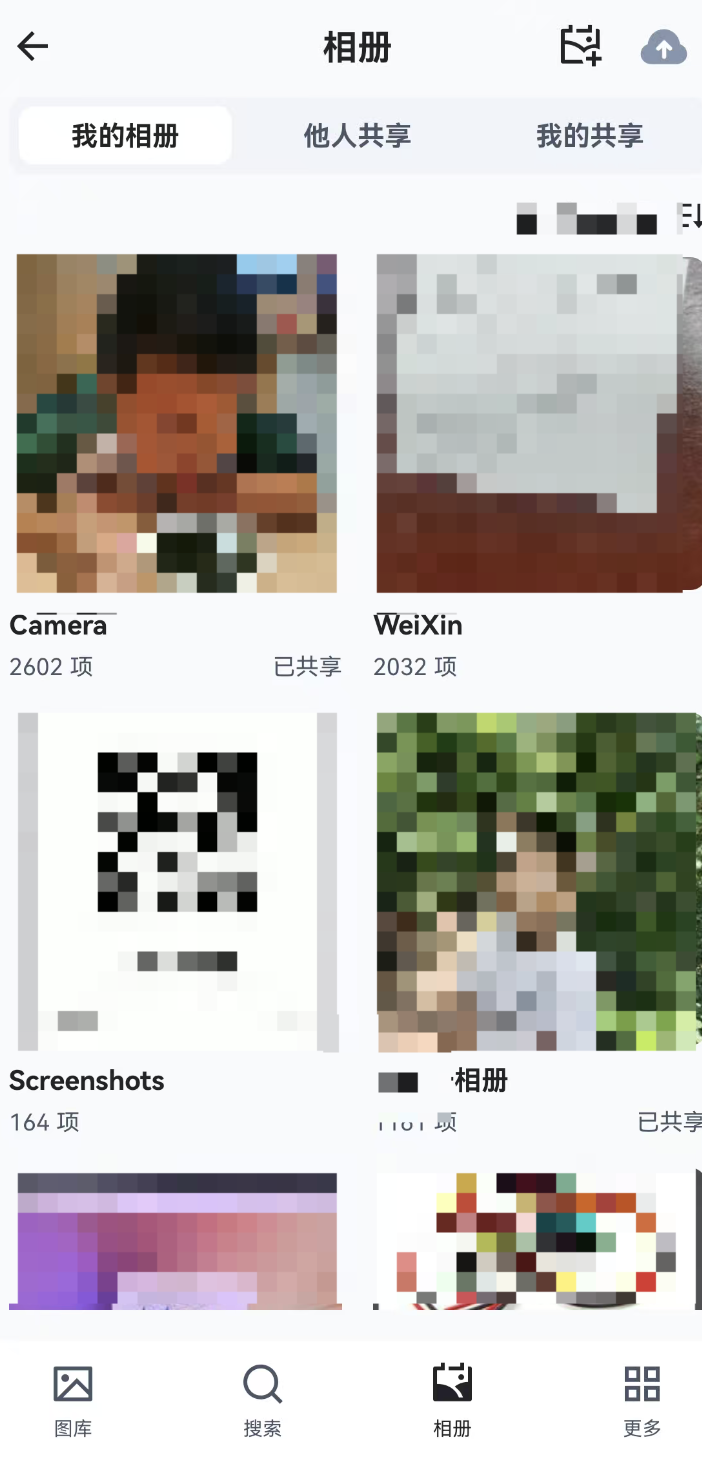 相册
我的相册 他人共享 我的共享
Camera WeiXin
2602 项 已共享 2032 项
Screenshots 相册
164 项 项 已共享
图库 搜索 相册 更多